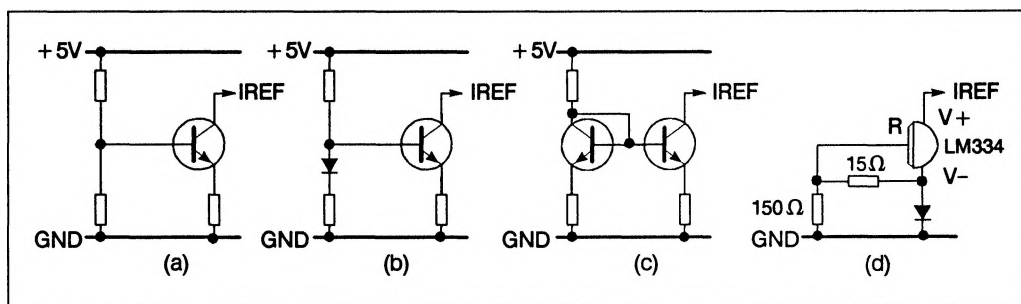 +5V
IREF
GND
(a)
+5V
IREF
GND
(b)
+5V
IREF
GND
(c)
IREF
V+
R
LM334
15Ω
V-
150Ω
GND
(d)